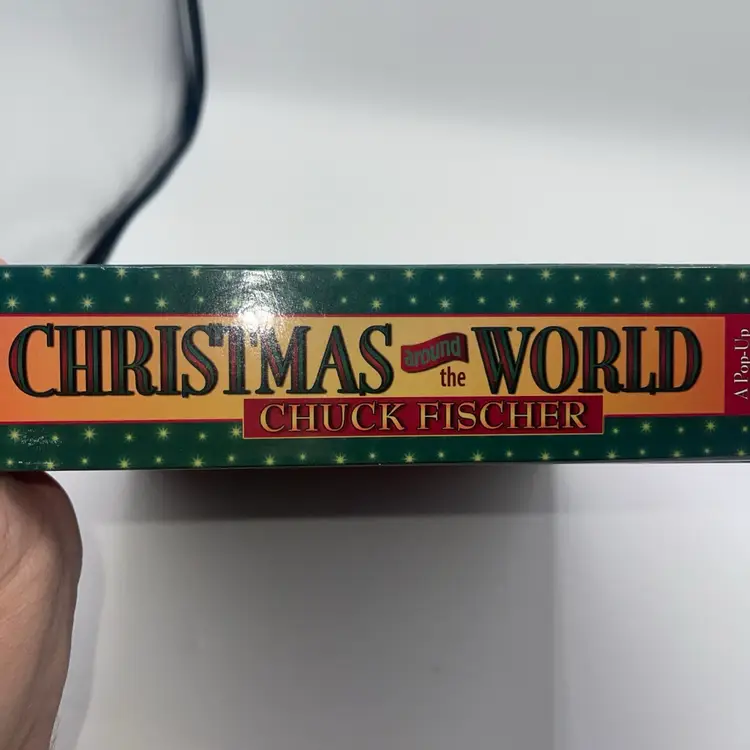 CHRISTMAS around the WORLD
CHUCK FISCHER
A Pop-Up